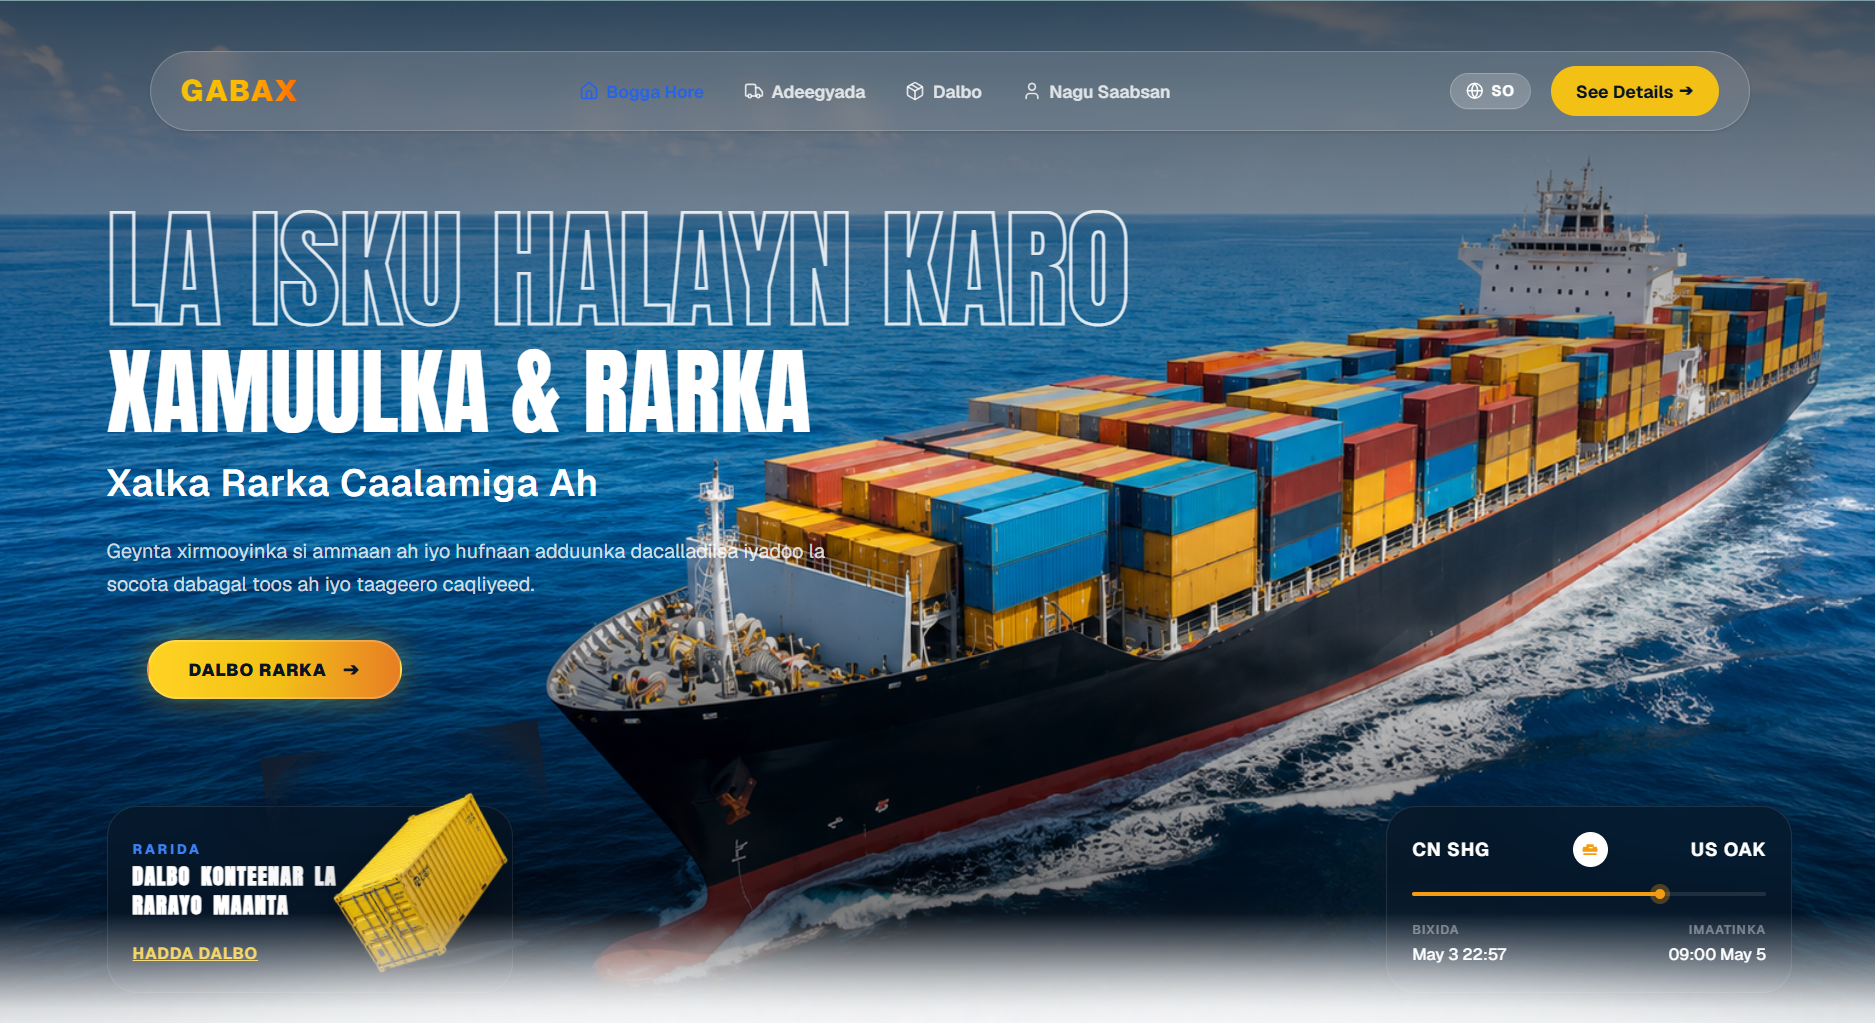 GABAX
Bogga Hore
Adeegyada
Dalbo
Nagu Saabsan
SO
See Details →
LA ISKU HALAYN KARO
XAMUULKA & RARKA
Xalka Rarka Caalamiga Ah
Geynta xirmooyinka si ammaan ah iyo hufnaan adduunka dacalladiisa iyadoo la
socota dabagal toos ah iyo taageero caqliyeed.
DALBO RARKA →
RARIDA
DALBO KONTEENAR LA
RARAYO MAANTA
HADDA DALBO
CN SHG
US OAK
BIXIDA
IMAATINKA
May 3 22:57
09:00 May 5